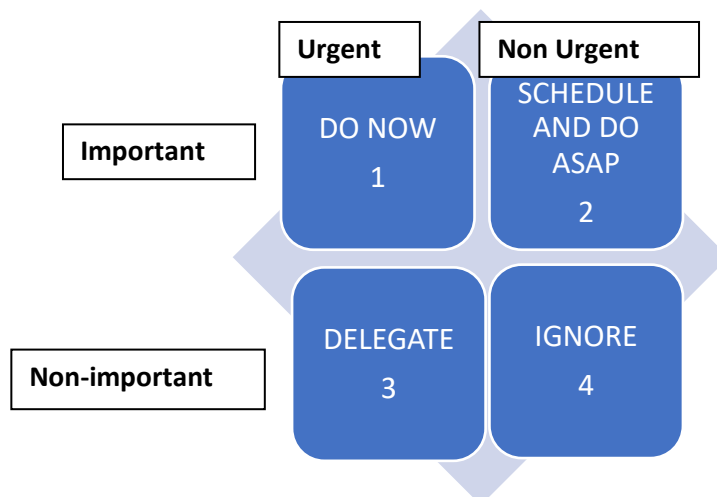 Urgent
Non Urgent
Important
DO NOW
1
SCHEDULE
AND DO
ASAP
2
Non-important
DELEGATE
3
IGNORE
4